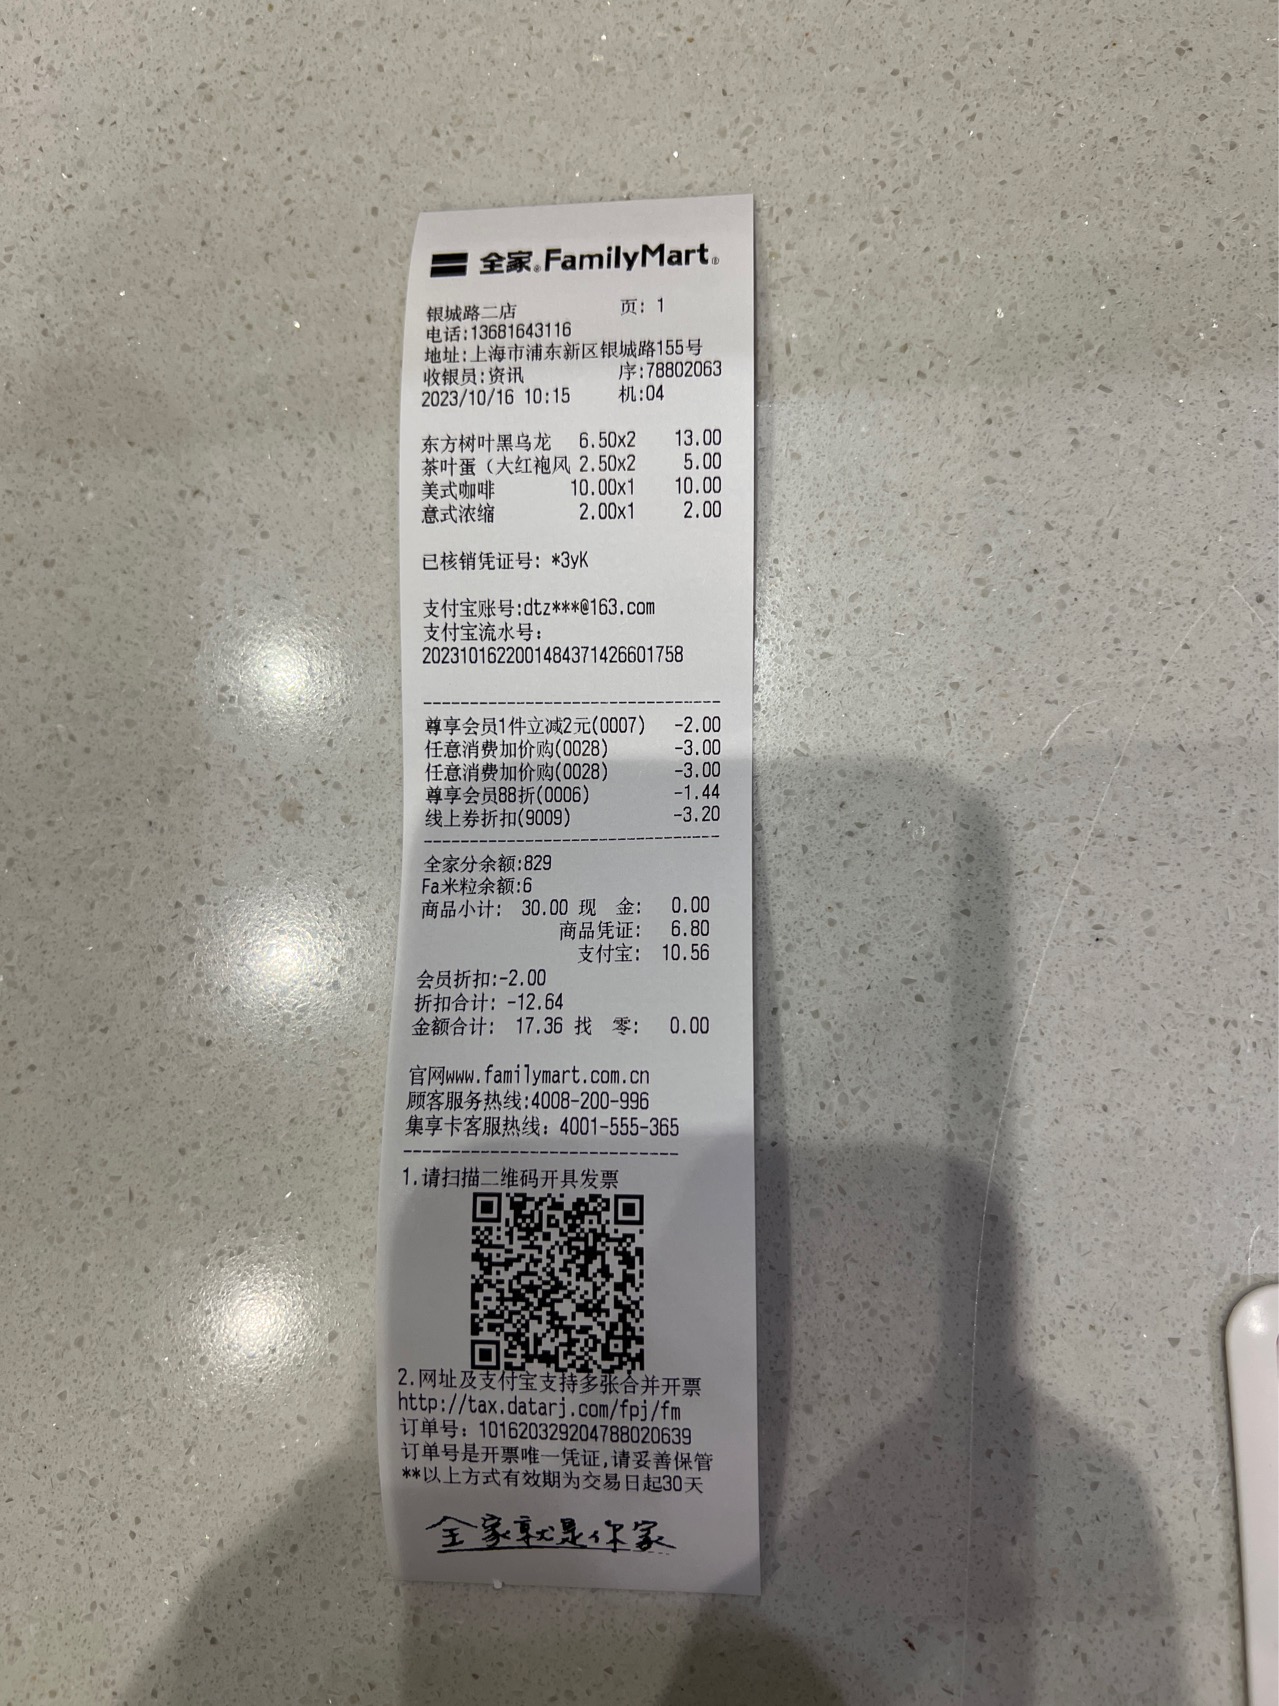 全家 FamilyMart
银城路二店 页: 1
电话:13681643116
地址:上海市浦东新区银城路155号
收银员:资讯 序:78802063
2023/10/16 10:15 机:04
东方树叶黑乌龙 6.50x2 13.00
茶叶蛋（大红袍风 2.50x2 5.00
美式咖啡 10.00x1 10.00
意式浓缩 2.00x1 2.00
已核销凭证号: *3yK
支付宝账号:dtz***@163.com
支付宝流水号:
2023101622001484371426601758
尊享会员1件立减2元(0007) -2.00
任意消费加价购(0028) -3.00
任意消费加价购(0028) -3.00
尊享会员88折(0006) -1.44
线上券折扣(9009) -3.20
全家分余额:829
Fa米粒余额:6
商品小计: 30.00 现 金: 0.00
商品凭证: 6.80
支付宝: 10.56
会员折扣:-2.00
折扣合计: -12.64
金额合计: 17.36 找 零: 0.00
官网www.familymart.com.cn
顾客服务热线:4008-200-996
集享卡客服热线: 4001-555-365
1.请扫描二维码开具发票
2.网址及支付宝支持多张合并开票
http://tax.datarj.com/fpj/fm
订单号: 101620329204788020639
订单号是开票唯一凭证,请妥善保管
**以上方式有效期为交易日起30天
全家就是你家